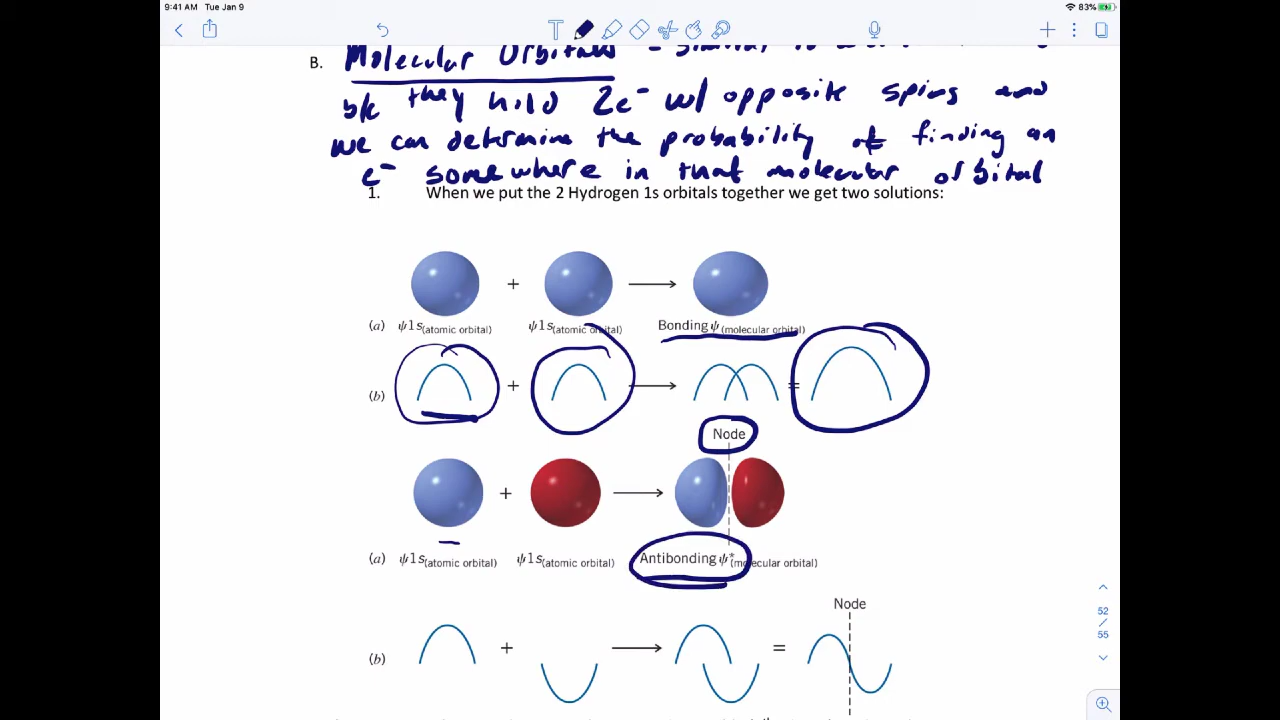 9:41 AM Tue Jan 9
83%
B. Molecular Orbitals -
b/c they hold 2e⁻ w/ opposite spins and
we can determine the probability of finding an
e⁻ somewhere in that molecular orbital
1. When we put the 2 Hydrogen 1s orbitals together we get two solutions:
+
(a) ψ1s(atomic orbital) ψ1s(atomic orbital) Bonding ψ(molecular orbital)
(b) + =
Node
+
(a) ψ1s(atomic orbital) ψ1s(atomic orbital) Antibonding ψ*(molecular orbital)
Node
(b) + =
52
/
55